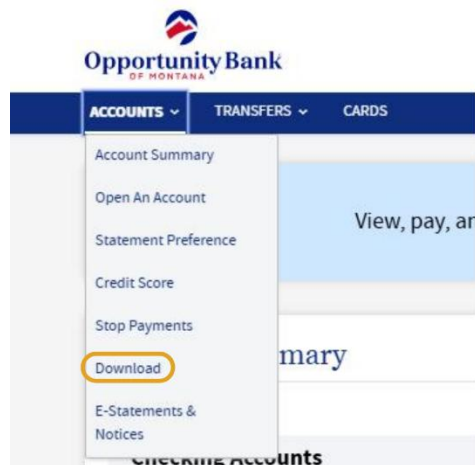 Opportunity Bank
OF MONTANA
ACCOUNTS TRANSFERS CARDS
Account Summary
Open An Account
View, pay, ar
Statement Preference
Credit Score
Stop Payments
mary
Download
E-Statements &
Notices
Checking Accounts